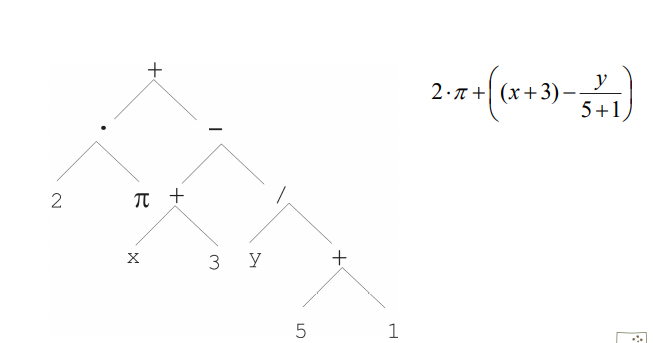 +
2·π+((x+3)−y/(5+1))
· −
2 π + /
x 3 y +
5 1